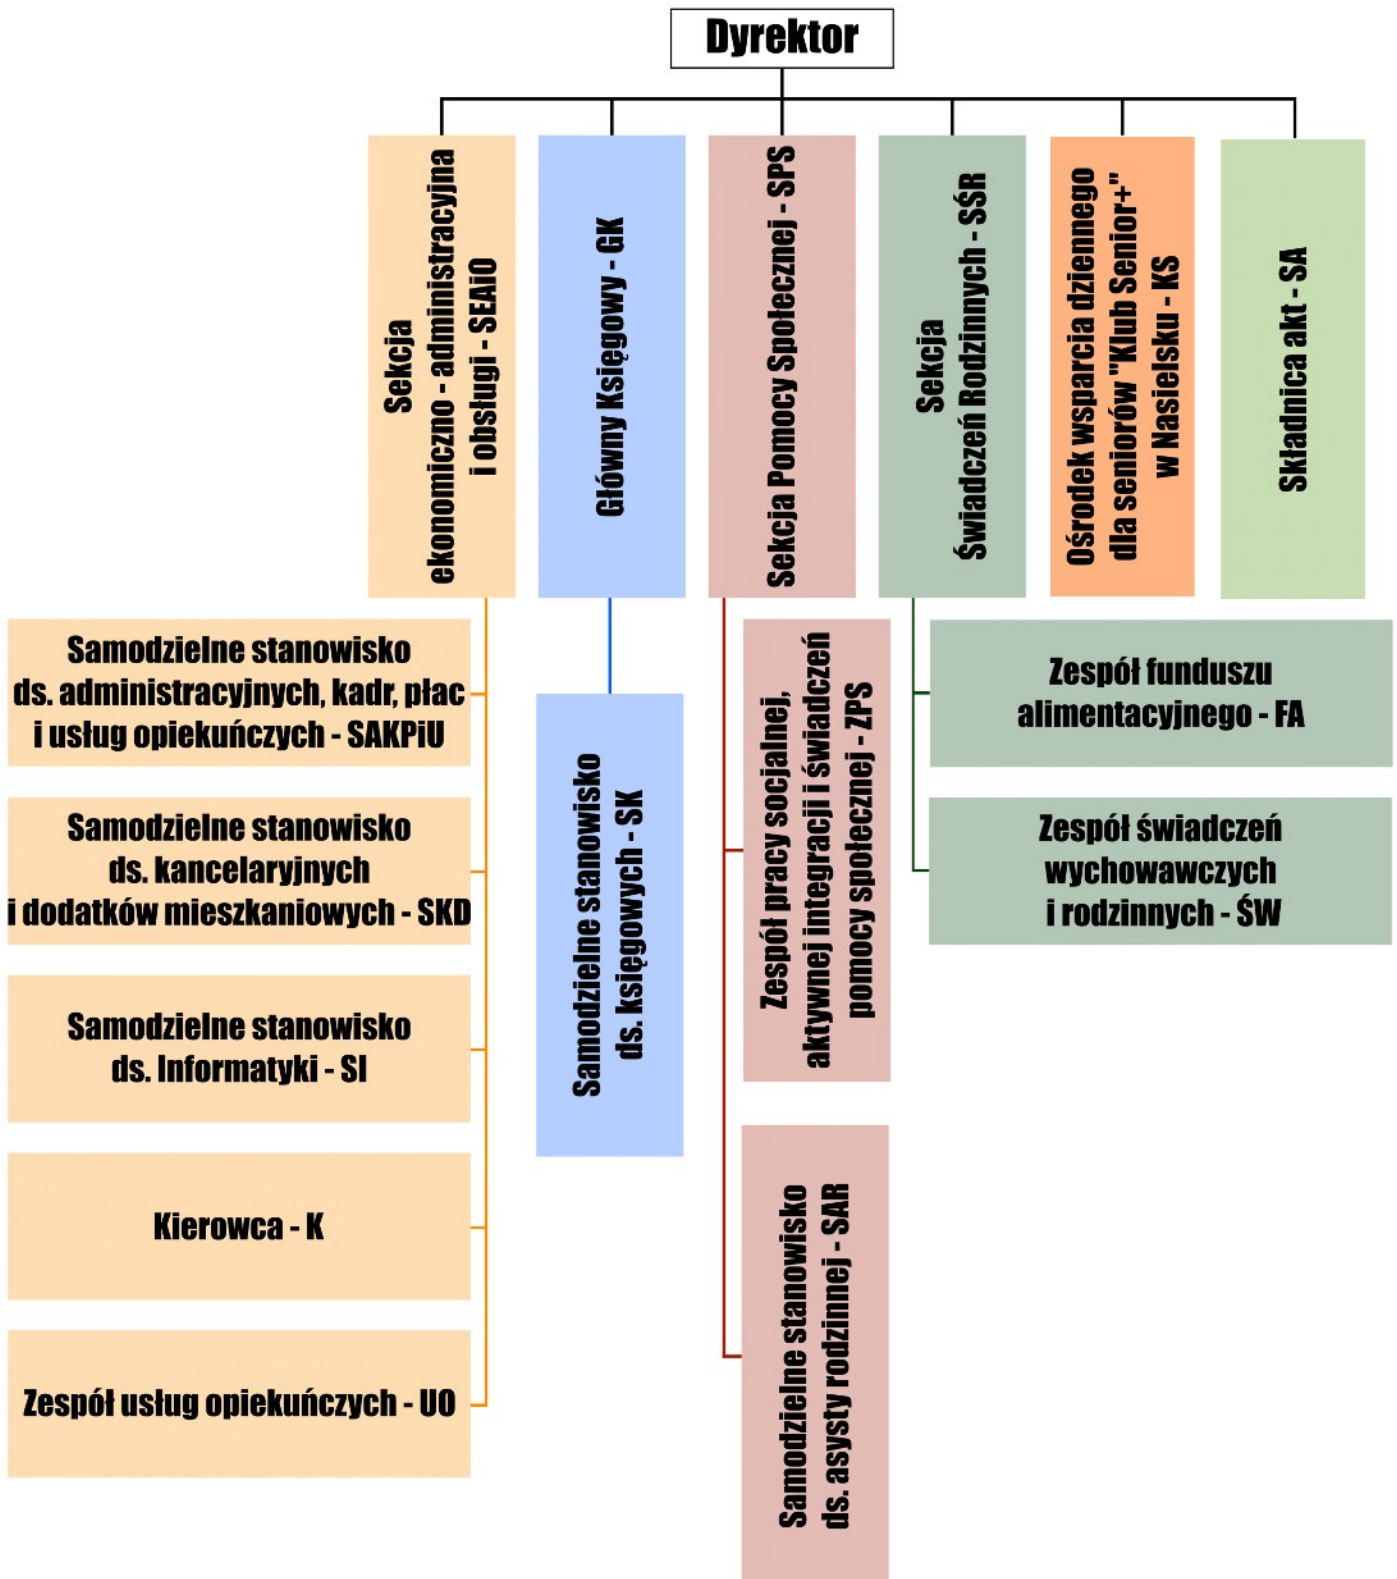 Dyrektor
Sekcja
ekonomiczno - administracyjna
i obsługi - SEAiO
Główny Księgowy - GK
Sekcja Pomocy Społecznej - SPS
Sekcja
Świadczeń Rodzinnych - SŚR
Ośrodek wsparcia dziennego
dla seniorów "Klub Senior+"
w Nasielsku - KS
Składnica akt - SA
Samodzielne stanowisko
ds. administracyjnych, kadr, płac
i usług opiekuńczych - SAKPiU
Samodzielne stanowisko
ds. kancelaryjnych
i dodatków mieszkaniowych - SKD
Samodzielne stanowisko
ds. Informatyki - SI
Kierowca - K
Zespół usług opiekuńczych - UO
Samodzielne stanowisko
ds. księgowych - SK
Zespół pracy socjalnej,
aktywnej integracji i świadczeń
pomocy społecznej - ZPS
Samodzielne stanowisko
ds. asysty rodzinnej - SAR
Zespół funduszu
alimentacyjnego - FA
Zespół świadczeń
wychowawczych
i rodzinnych - ŚW